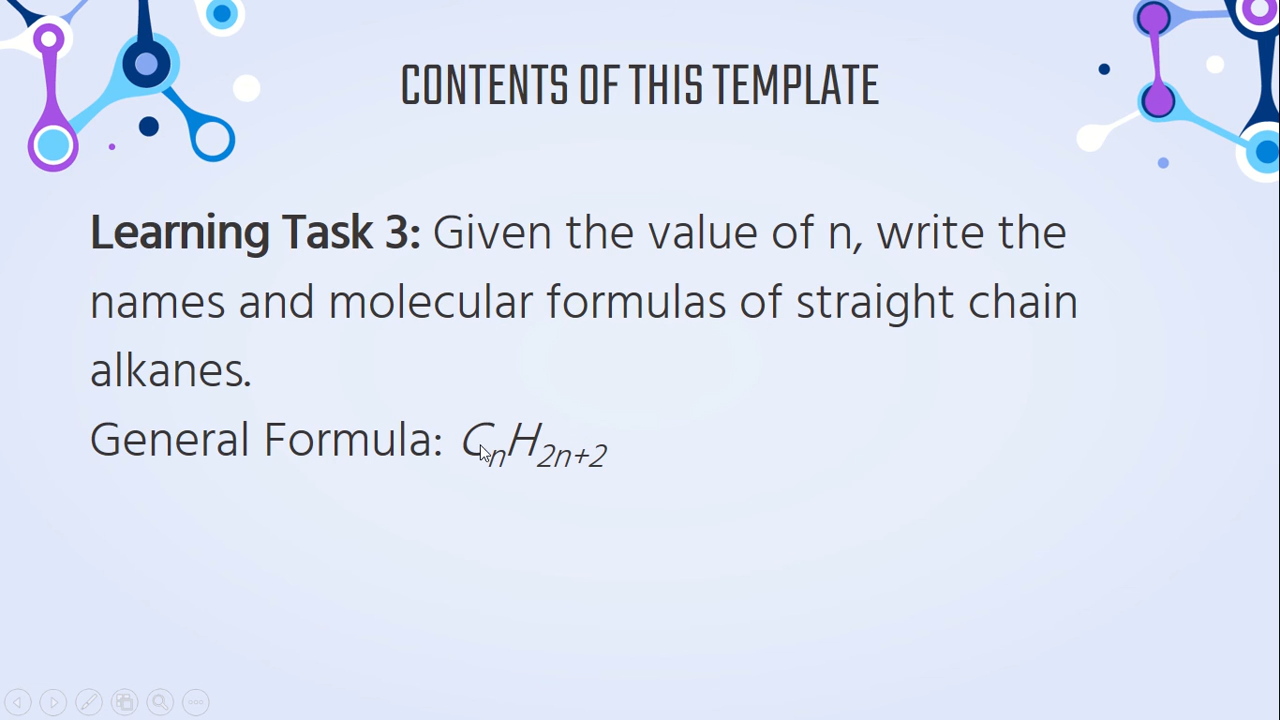 CONTENTS OF THIS TEMPLATE
Learning Task 3: Given the value of n, write the
names and molecular formulas of straight chain
alkanes.
General Formula: CₙH₂ₙ₊₂